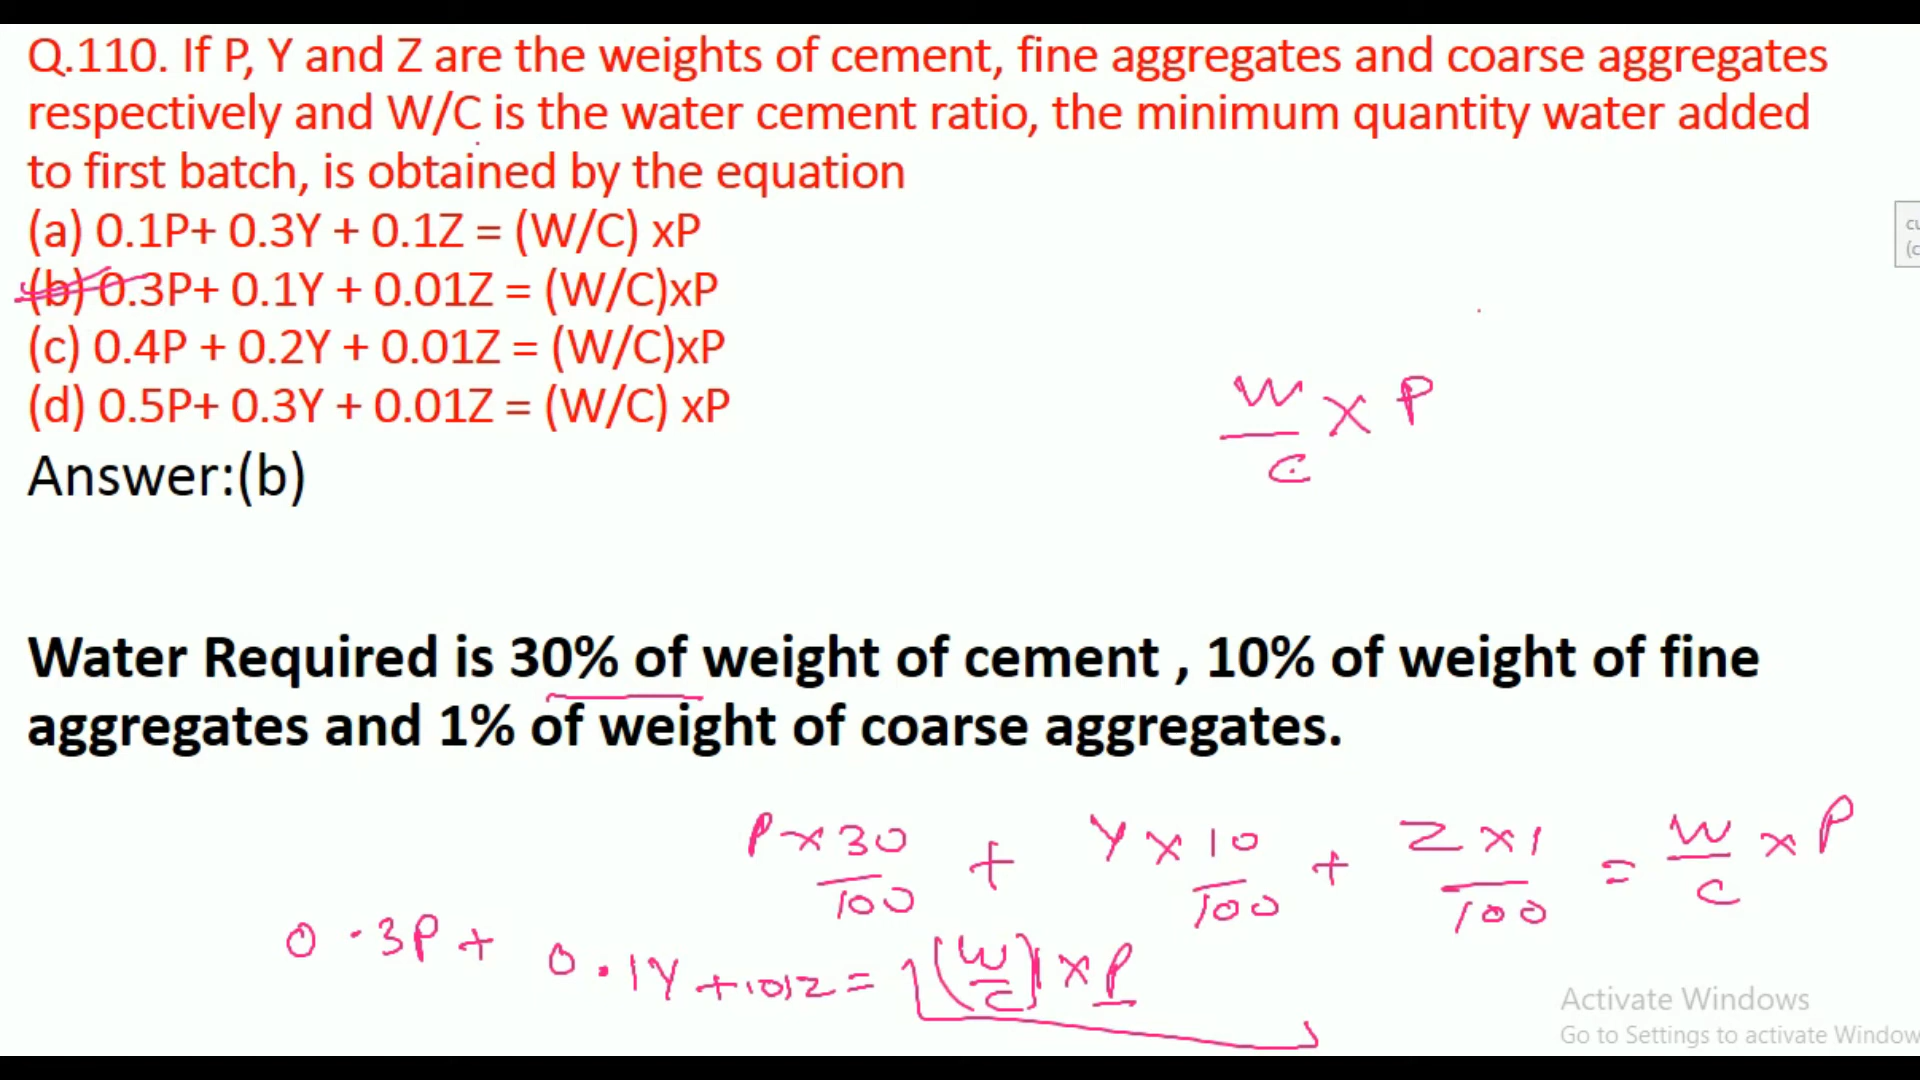 Q.110. If P, Y and Z are the weights of cement, fine aggregates and coarse aggregates
respectively and W/C is the water cement ratio, the minimum quantity water added
to first batch, is obtained by the equation
(a) 0.1P+ 0.3Y + 0.1Z = (W/C) xP
(b) 0.3P+ 0.1Y + 0.01Z = (W/C)xP
(c) 0.4P + 0.2Y + 0.01Z = (W/C)xP
(d) 0.5P+ 0.3Y + 0.01Z = (W/C) xP
Answer:(b)
W/C x P
Water Required is 30% of weight of cement , 10% of weight of fine
aggregates and 1% of weight of coarse aggregates.
P x 30/100 + Y x 10/100 + Z x 1/100 = W/C x P
0.3P + 0.1Y + .01Z = (W/C) x P
Activate Windows
Go to Settings to activate Window